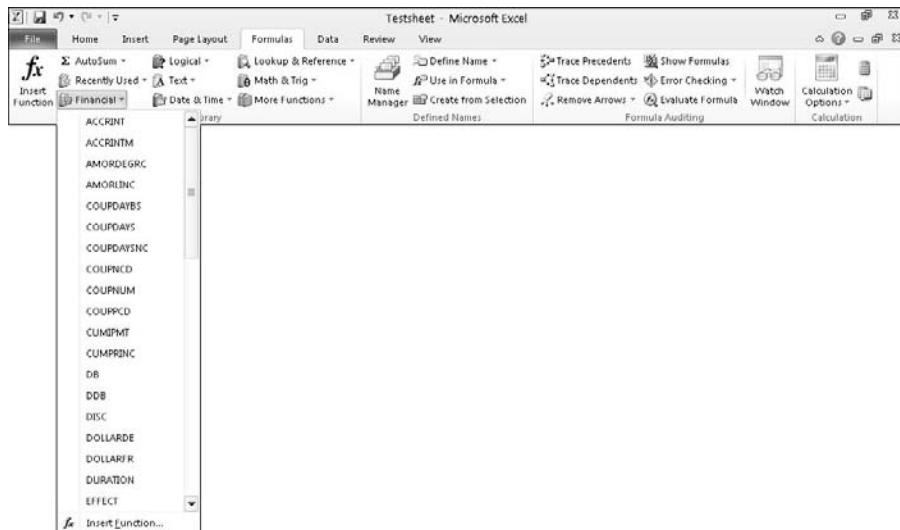 Testsheet - Microsoft Excel
File Home Insert Page Layout Formulas Data Review View
fx Insert Function
Σ AutoSum
Recently Used
Financial
Logical
Text
Date & Time
Lookup & Reference
Math & Trig
More Functions
brary
Name Manager
Define Name
Use in Formula
Create from Selection
Defined Names
Trace Precedents
Trace Dependents
Remove Arrows
Show Formulas
Error Checking
Evaluate Formula
Formula Auditing
Watch Window
Calculation Options
Calculation
ACCRINT
ACCRINTM
AMORDEGRC
AMORLINC
COUPDAYBS
COUPDAYS
COUPDAYSNC
COUPNCD
COUPNUM
COUPPCD
CUMIPMT
CUMPRINC
DB
DDB
DISC
DOLLARDE
DOLLARFR
DURATION
EFFECT
fx Insert Function...